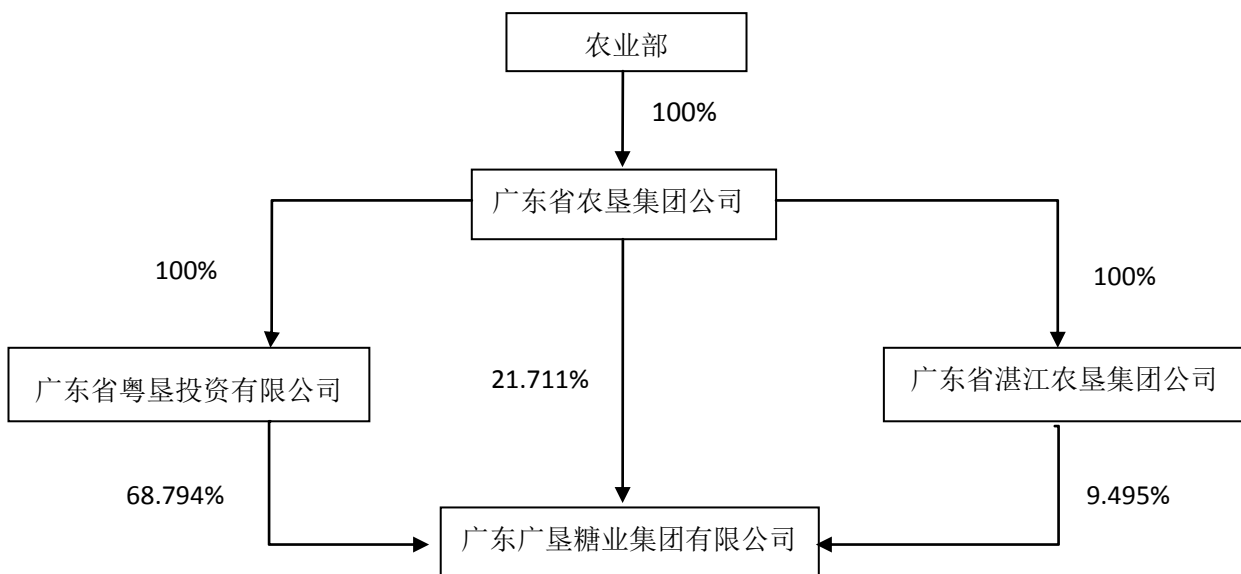 农业部
100%
广东省农垦集团公司
100%
100%
广东省粤垦投资有限公司
21.711%
广东省湛江农垦集团公司
68.794%
9.495%
广东广垦糖业集团有限公司